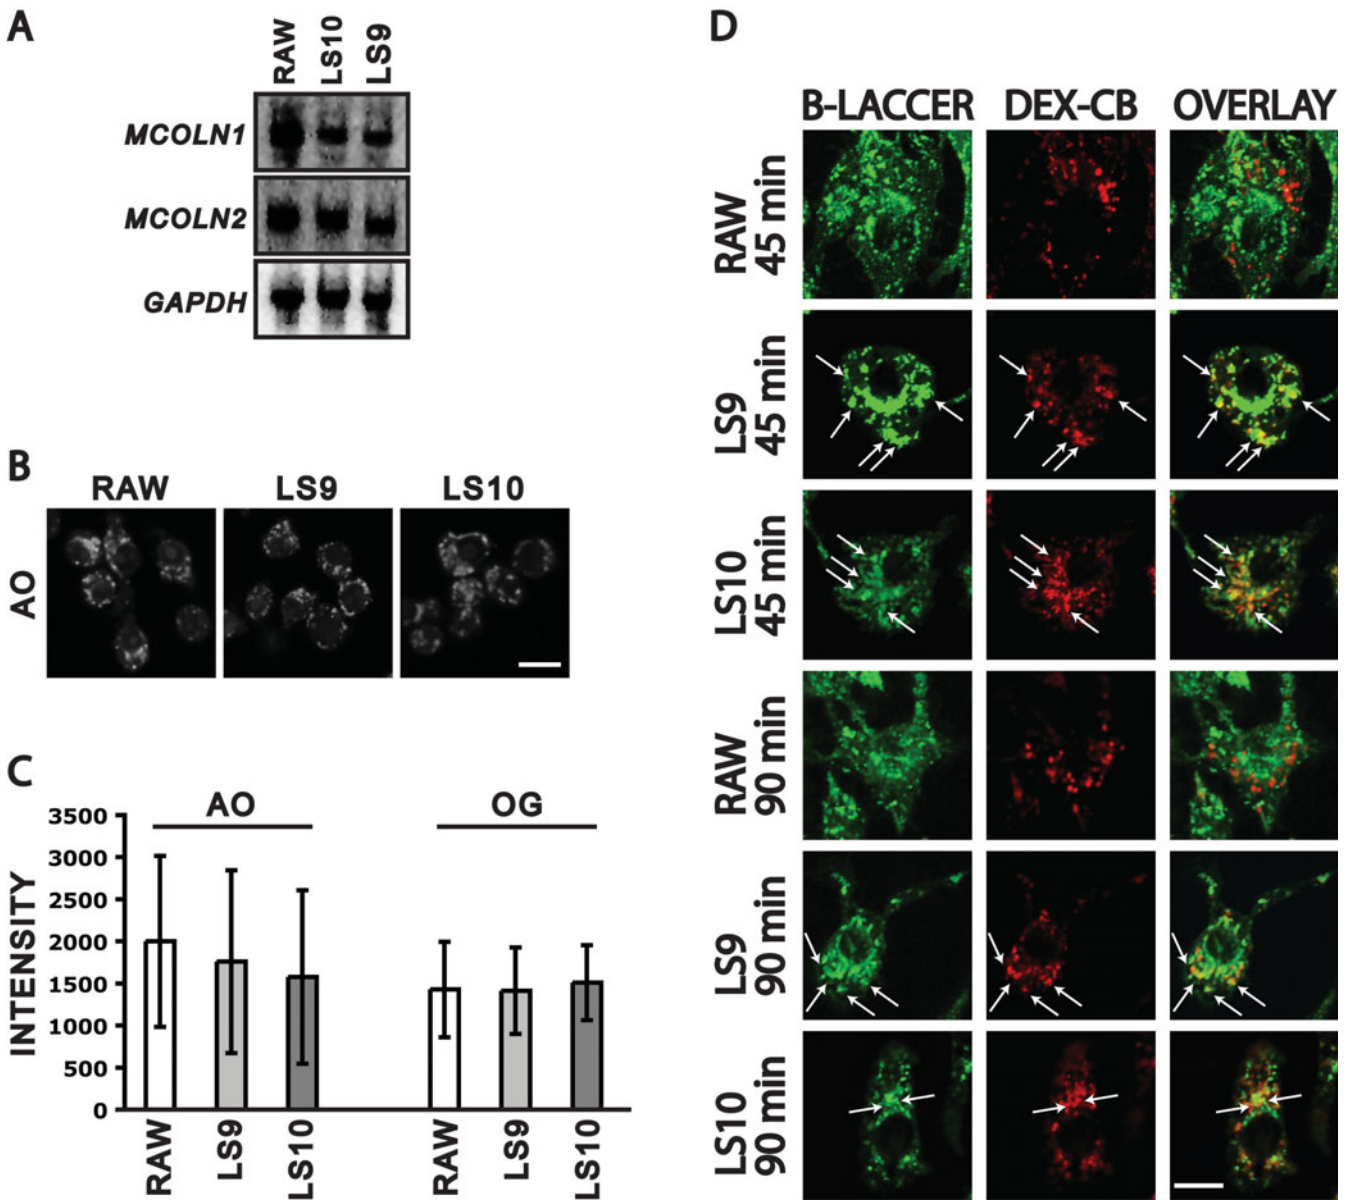 A
RAW
LS10
LS9
MCOLN1
MCOLN2
GAPDH
B
RAW LS9 LS10
AO
C
AO OG
INTENSITY
3500
3000
2500
2000
1500
1000
500
0
RAW
LS9
LS10
RAW
LS9
LS10
D
B-LACCER DEX-CB OVERLAY
RAW
45 min
LS9
45 min
LS10
45 min
RAW
90 min
LS9
90 min
LS10
90 min